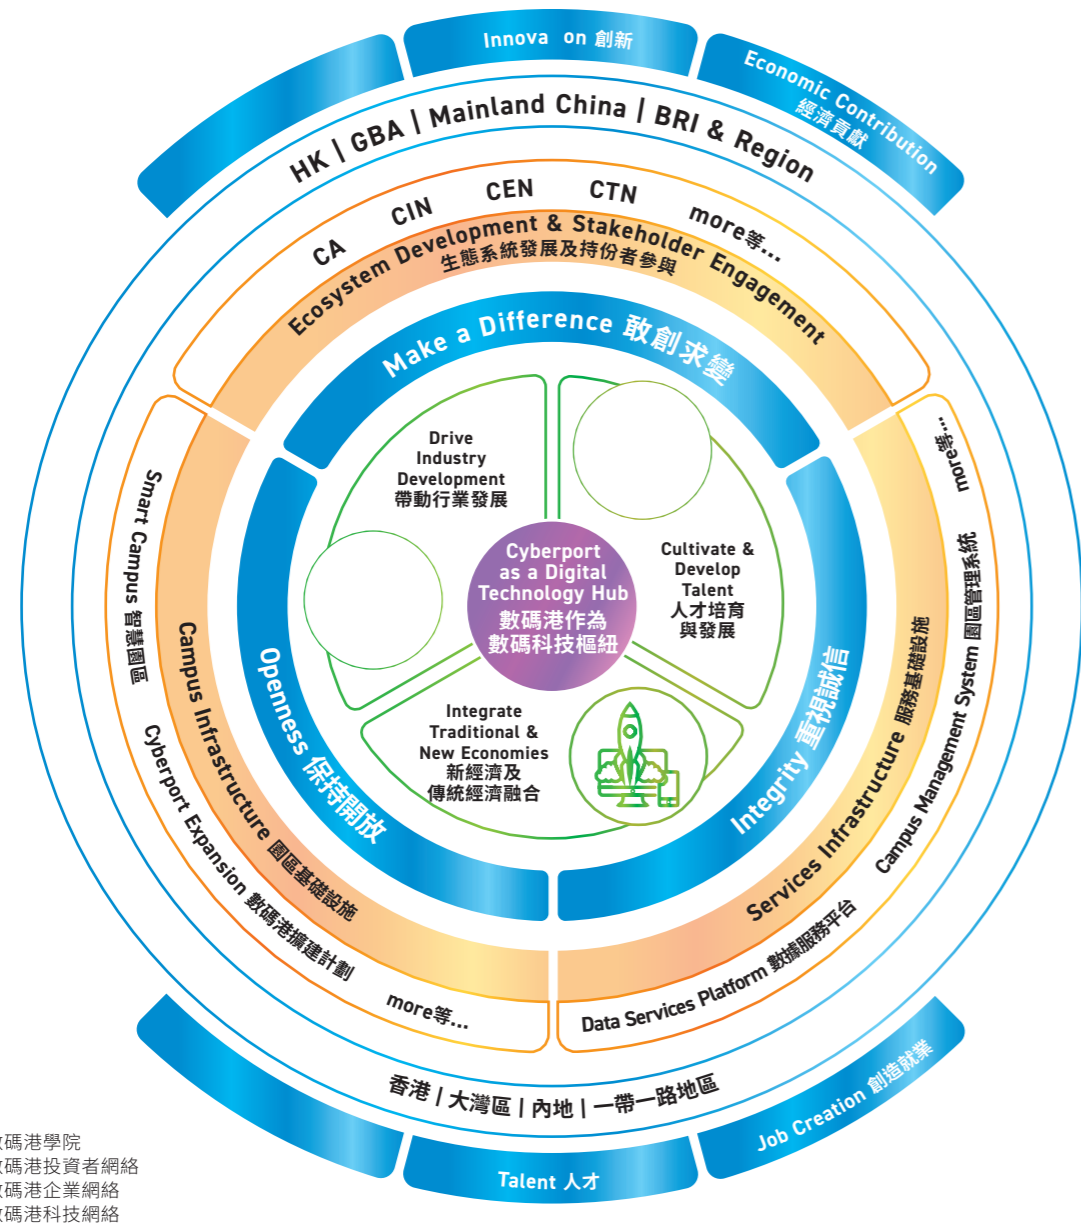 Innova on 創新
Economic Contribution
經濟貢獻
HK | GBA | Mainland China | BRI & Region
CA
CIN
CEN
CTN
more等...
Ecosystem Development & Stakeholder Engagement
生態系統發展及持份者參與
Make a Difference 敢創求變
Drive
Industry
Development
帶動行業發展
Cultivate &
Develop
Talent
人才培育
與發展
Cyberport
as a Digital
Technology Hub
數碼港作為
數碼科技樞紐
Integrate
Traditional &
New Economies
新經濟及
傳統經濟融合
Openness 保持開放
Integrity 重視誠信
Campus Infrastructure 園區基礎設施
Services Infrastructure 服務基礎設施
Smart Campus 智慧園區
Cyberport Expansion 數碼港擴建計劃
more等...
Data Services Platform 數據服務平台
Campus Management System 園區管理系統
more等...
香港 | 大灣區 | 內地 | 一帶一路地區
Job Creation 創造就業
Talent 人才
碼港學院
碼港投資者網絡
碼港企業網絡
碼港科技網絡